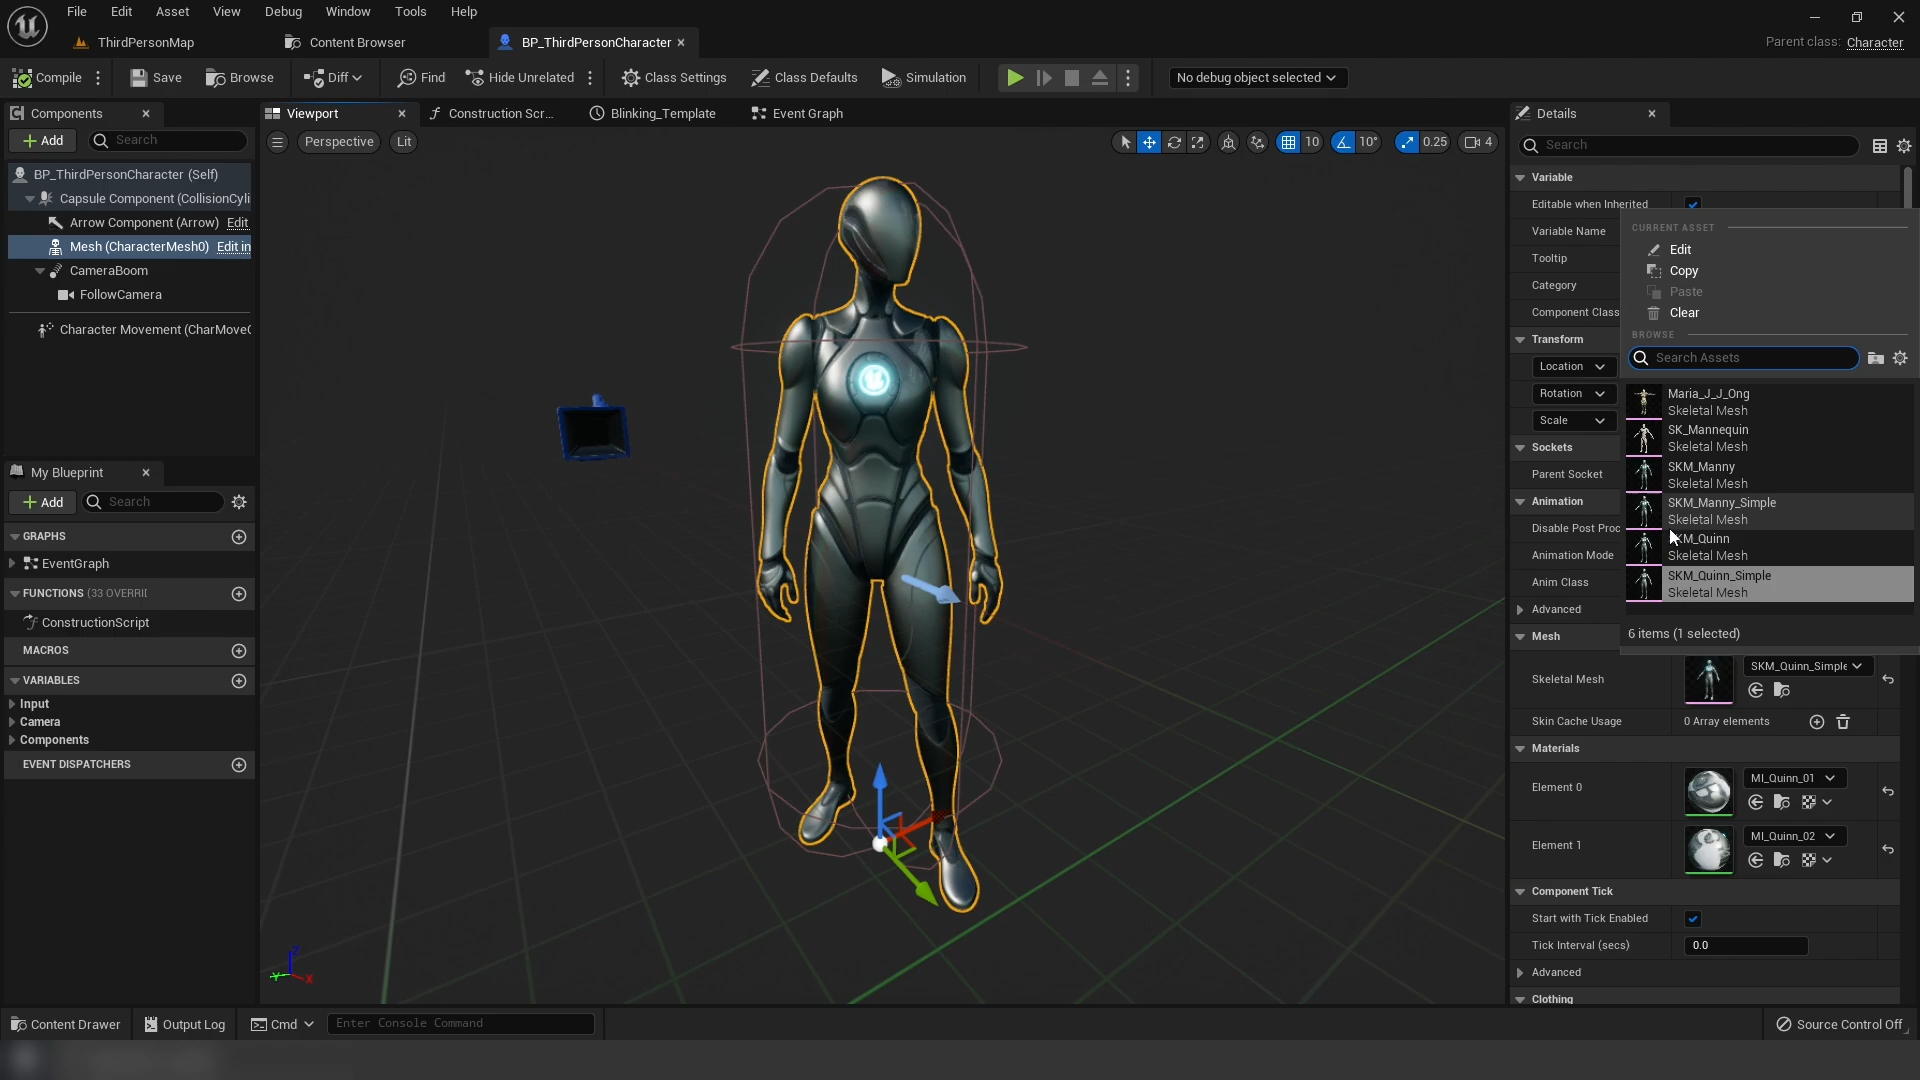 File Edit Asset View Debug Window Tools Help
ThirdPersonMap Content Browser BP_ThirdPersonCharacter
Parent class: Character
Compile Save Browse Diff Find Hide Unrelated Class Settings Class Defaults Simulation No debug object selected
Components
Add Search
BP_ThirdPersonCharacter (Self)
Capsule Component (CollisionCyli
Arrow Component (Arrow) Edit
Mesh (CharacterMesh0) Edit in
CameraBoom
FollowCamera
Character Movement (CharMoveC
My Blueprint
Add Search
GRAPHS
EventGraph
FUNCTIONS (33 OVERRI
ConstructionScript
MACROS
VARIABLES
Input
Camera
Components
EVENT DISPATCHERS
Viewport Construction Scr... Blinking_Template Event Graph
Perspective Lit 10 10° 0.25 4
Z
Y
X
Details
Search
Variable
Editable when Inherited
Variable Name
Tooltip
Category
Component Class
Transform
Location
Rotation
Scale
Sockets
Parent Socket
Animation
Disable Post Proc
Animation Mode
Anim Class
Advanced
Mesh
CURRENT ASSET
Edit
Copy
Paste
Clear
BROWSE
Search Assets
Maria_J_J_Ong
Skeletal Mesh
SK_Mannequin
Skeletal Mesh
SKM_Manny
Skeletal Mesh
SKM_Manny_Simple
Skeletal Mesh
SKM_Quinn
Skeletal Mesh
SKM_Quinn_Simple
Skeletal Mesh
6 items (1 selected)
Skeletal Mesh SKM_Quinn_Simple
Skin Cache Usage 0 Array elements
Materials
Element 0 MI_Quinn_01
Element 1 MI_Quinn_02
Component Tick
Start with Tick Enabled
Tick Interval (secs) 0.0
Advanced
Clothing
Content Drawer Output Log Cmd Enter Console Command Source Control Off